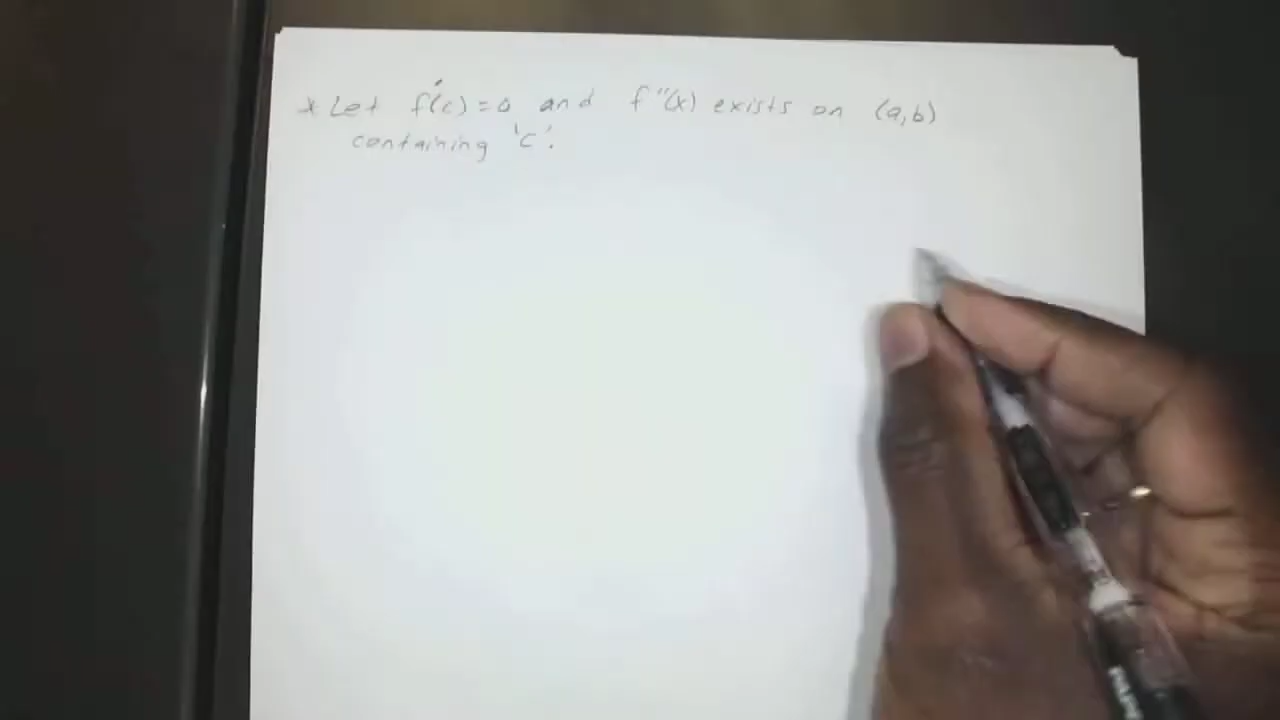 * Let f'(c) = 0 and f"(x) exists on (a,b)
containing 'c'.